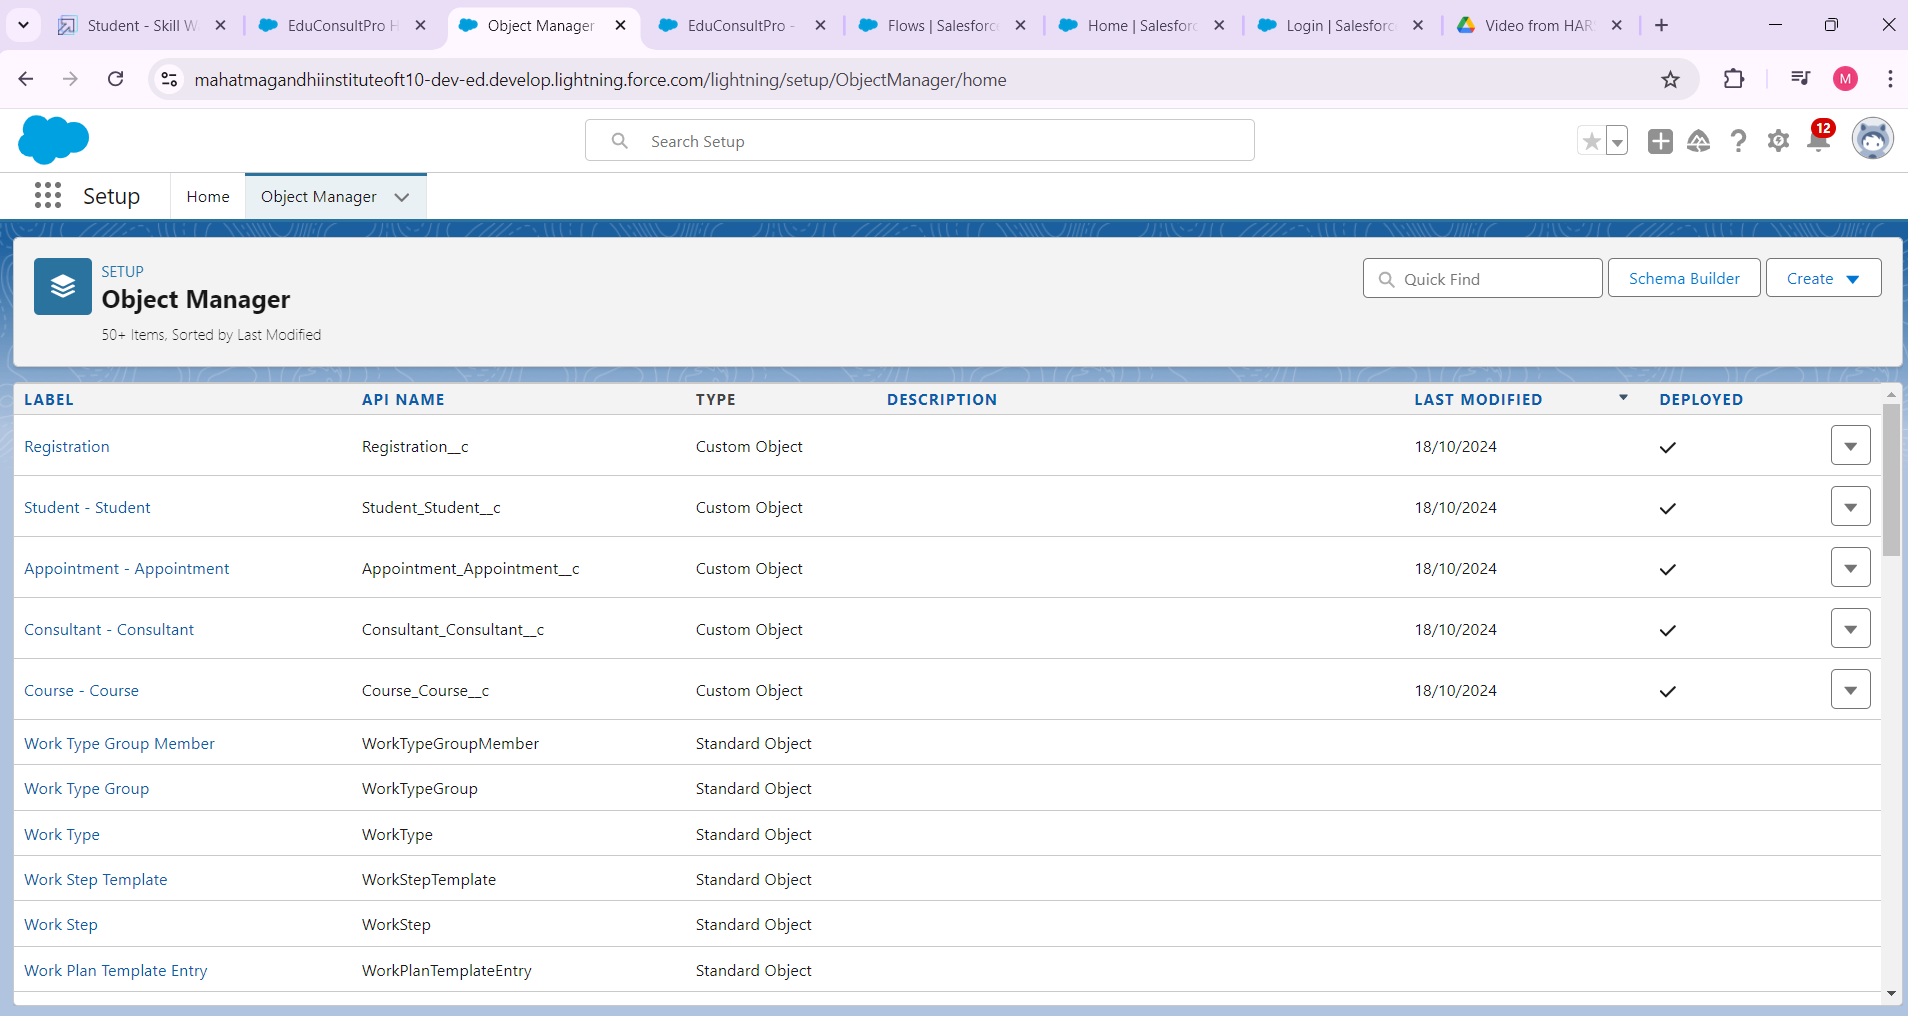 Student - Skill W
EduConsultPro H
Object Manager
EduConsultPro -
Flows | Salesforc
Home | Salesforc
Login | Salesforc
Video from HAR
mahatmagandhiinstituteoft10-dev-ed.develop.lightning.force.com/lightning/setup/ObjectManager/home
M
Search Setup
12
Setup Home Object Manager
SETUP
Object Manager
50+ Items, Sorted by Last Modified
Quick Find Schema Builder Create
LABEL API NAME TYPE DESCRIPTION LAST MODIFIED DEPLOYED
Registration Registration__c Custom Object 18/10/2024
Student - Student Student_Student__c Custom Object 18/10/2024
Appointment - Appointment Appointment_Appointment__c Custom Object 18/10/2024
Consultant - Consultant Consultant_Consultant__c Custom Object 18/10/2024
Course - Course Course_Course__c Custom Object 18/10/2024
Work Type Group Member WorkTypeGroupMember Standard Object
Work Type Group WorkTypeGroup Standard Object
Work Type WorkType Standard Object
Work Step Template WorkStepTemplate Standard Object
Work Step WorkStep Standard Object
Work Plan Template Entry WorkPlanTemplateEntry Standard Object